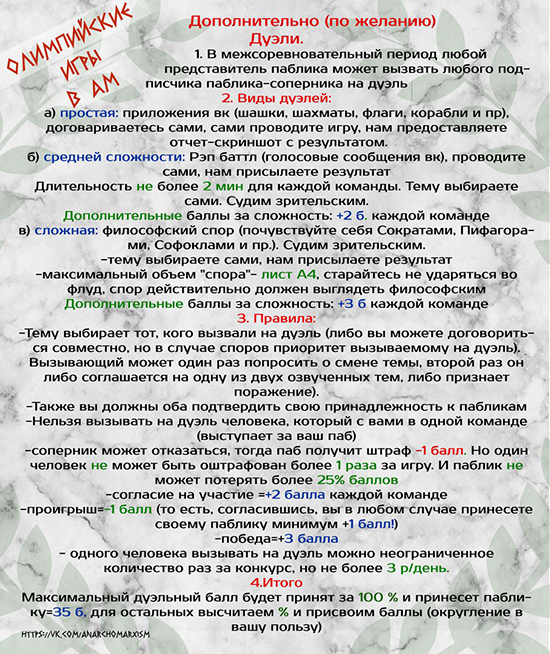 ОЛИМПИЙСКИЕ
ИГРЫ
В АМ
Дополнительно (по желанию)
Дуэли.
1. В межсоревновательный период любой
представитель паблика может вызвать любого под-
писчика паблика-соперника на дуэль
2. Виды дуэлей:
а) простая: приложения вк (шашки, шахматы, флаги, корабли и пр),
договариваетесь сами, сами проводите игру, нам предоставляете
отчет-скриншот с результатом.
б) средней сложности: Рэп баттл (голосовые сообщения вк), проводите
сами, нам присылаете результат
Длительность не более 2 мин для каждой команды. Тему выбираете
сами. Судим зрительским.
Дополнительные баллы за сложность: +2 б. каждой команде
в) сложная: философский спор (почувствуйте себя Сократами, Пифагора-
ми, Софоклами и пр.). Судим зрительским.
-тему выбираете сами, нам присылаете результат
-максимальный объем "спора"- лист А4, старайтесь не ударяться во
флуд, спор действительно должен выглядеть философским
Дополнительные баллы за сложность: +3 б каждой команде
3. Правила:
-Тему выбирает тот, кого вызвали на дуэль (либо вы можете договорить-
ся совместно, но в случае споров приоритет вызываемому на дуэль).
Вызывающий может один раз попросить о смене темы, второй раз он
либо соглашается на одну из двух озвученных тем, либо признает
поражение).
-Также вы должны оба подтвердить свою принадлежность к пабликам
-Нельзя вызывать на дуэль человека, который с вами в одной команде
(выступает за ваш паб)
-соперник может отказаться, тогда паб получит штраф -1 балл. Но один
человек не может быть оштрафован более 1 раза за игру. И паблик не
может потерять более 25% баллов
-согласие на участие =+2 балла каждой команде
-проигрыш=-1 балл (то есть, согласившись, вы в любом случае принесете
своему паблику минимум +1 балл!)
-победа=+3 балла
- одного человека вызывать на дуэль можно неограниченное
количество раз за конкурс, но не более 3 р/день.
4.Итого
Максимальный дуэльный балл будет принят за 100 % и принесет пабли-
ку=35 б, для остальных высчитаем % и присвоим баллы (округление в
вашу пользу)
HTTPS://VK.COM/ANARCHOMARXISM